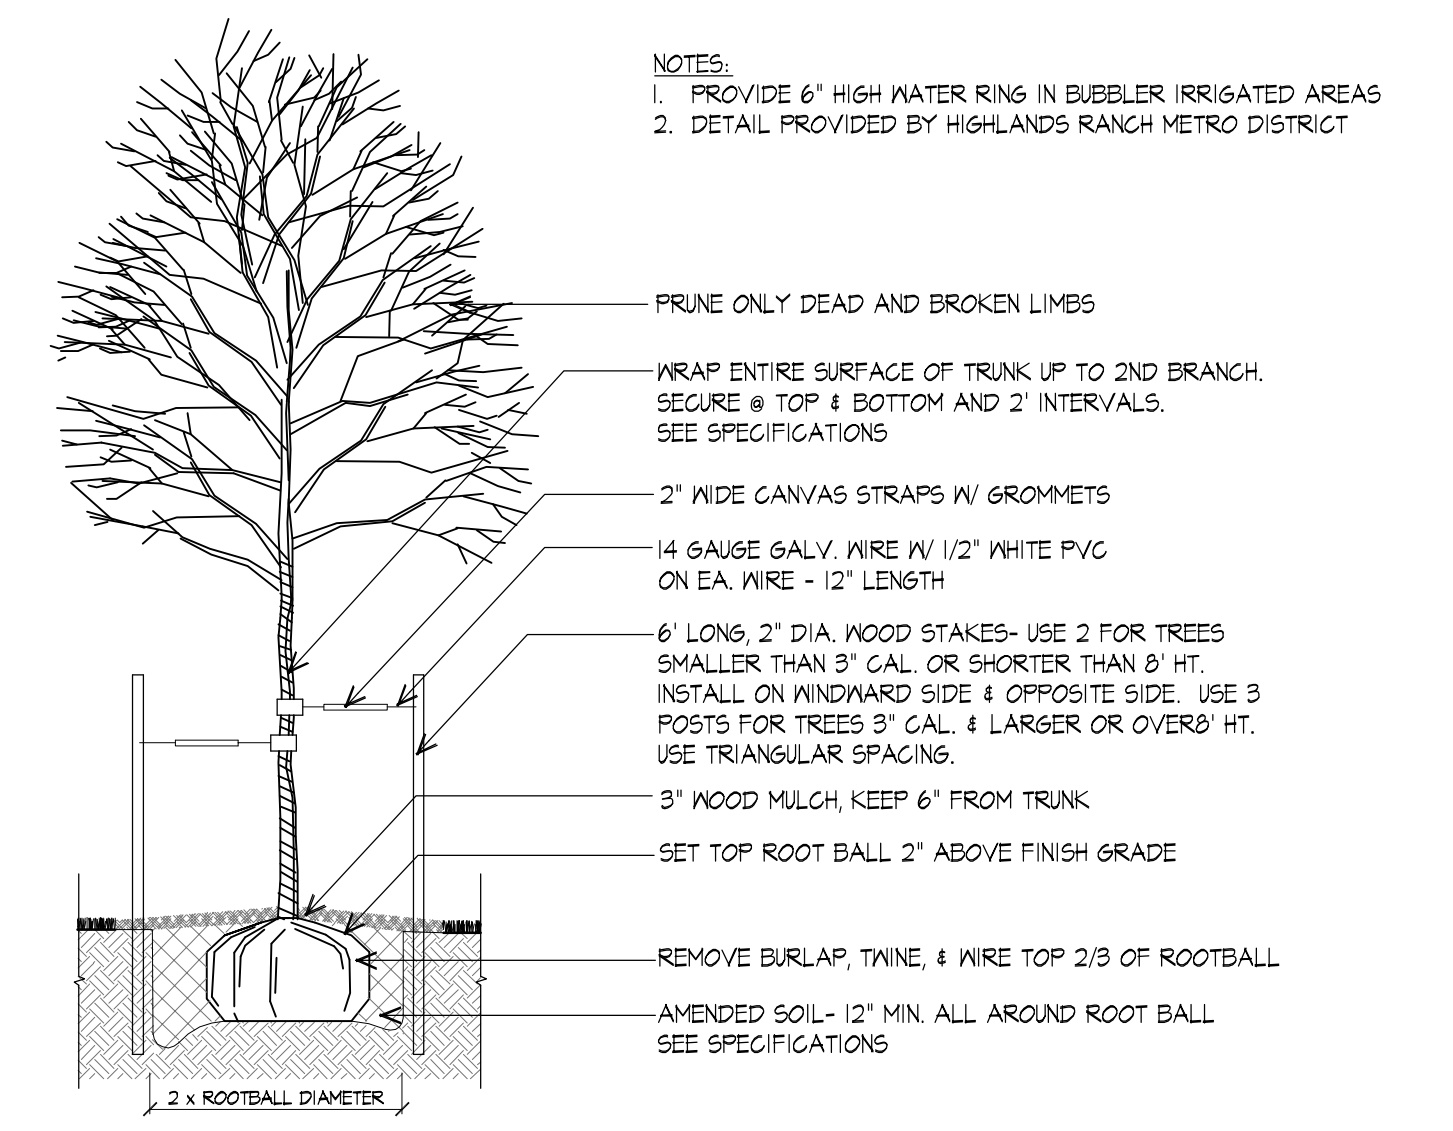 NOTES:
1. PROVIDE 6" HIGH WATER RING IN BUBBLER IRRIGATED AREAS
2. DETAIL PROVIDED BY HIGHLANDS RANCH METRO DISTRICT
PRUNE ONLY DEAD AND BROKEN LIMBS
WRAP ENTIRE SURFACE OF TRUNK UP TO 2ND BRANCH.
SECURE @ TOP & BOTTOM AND 2' INTERVALS.
SEE SPECIFICATIONS
2" WIDE CANVAS STRAPS W/ GROMMETS
14 GAUGE GALV. WIRE W/ 1/2" WHITE PVC
ON EA. WIRE - 12" LENGTH
6' LONG, 2" DIA. WOOD STAKES- USE 2 FOR TREES
SMALLER THAN 3" CAL. OR SHORTER THAN 8' HT.
INSTALL ON WINDWARD SIDE & OPPOSITE SIDE. USE 3
POSTS FOR TREES 3" CAL. & LARGER OR OVER8' HT.
USE TRIANGULAR SPACING.
3" WOOD MULCH, KEEP 6" FROM TRUNK
SET TOP ROOT BALL 2" ABOVE FINISH GRADE
REMOVE BURLAP, TWINE, & WIRE TOP 2/3 OF ROOTBALL
AMENDED SOIL- 12" MIN. ALL AROUND ROOT BALL
SEE SPECIFICATIONS
2 x ROOTBALL DIAMETER